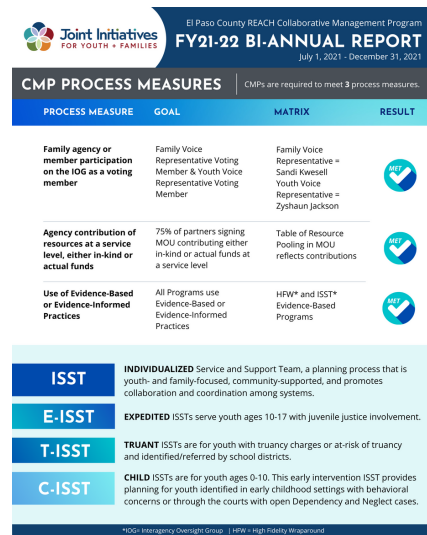 Joint Initiatives
FOR YOUTH + FAMILIES
El Paso County REACH Collaborative Management Program
FY21-22 BI-ANNUAL REPORT
July 1, 2021 - December 31, 2021
CMP PROCESS MEASURES
CMPs are required to meet 3 process measures.
PROCESS MEASURE GOAL MATRIX RESULT
Family agency or
member participation
on the IOG as a voting
member
Family Voice
Representative Voting
Member & Youth Voice
Representative Voting
Member
Family Voice
Representative =
Sandi Kwesell
Youth Voice
Representative =
Zyshaun Jackson
MET
Agency contribution of
resources at a service
level, either in-kind or
actual funds
75% of partners signing
MOU contributing either
in-kind or actual funds at
a service level
Table of Resource
Pooling in MOU
reflects contributions
MET
Use of Evidence-Based
or Evidence-Informed
Practices
All Programs use
Evidence-Based or
Evidence-Informed
Practices
HFW* and ISST*
Evidence-Based
Programs
MET
ISST
INDIVIDUALIZED Service and Support Team, a planning process that is
youth- and family-focused, community-supported, and promotes
collaboration and coordination among systems.
E-ISST
EXPEDITED ISSTs serve youth ages 10-17 with juvenile justice involvement.
T-ISST
TRUANT ISSTs are for youth with truancy charges or at-risk of truancy
and identified/referred by school districts.
C-ISST
CHILD ISSTs are for youth ages 0-10. This early intervention ISST provides
planning for youth identified in early childhood settings with behavioral
concerns or through the courts with open Dependency and Neglect cases.
*IOG= Interagency Oversight Group | HFW = High Fidelity Wraparound